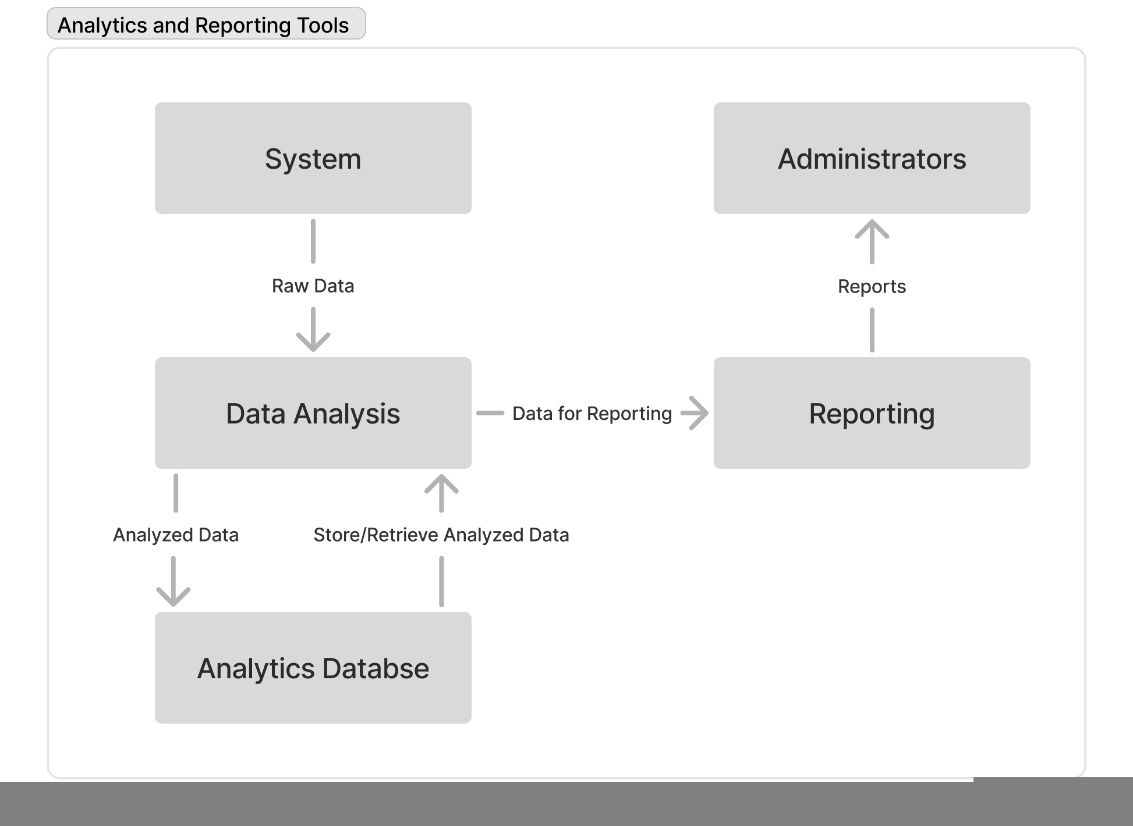 Analytics and Reporting Tools
System
Administrators
Raw Data
Reports
Data Analysis
Data for Reporting
Reporting
Analyzed Data
Store/Retrieve Analyzed Data
Analytics Databse